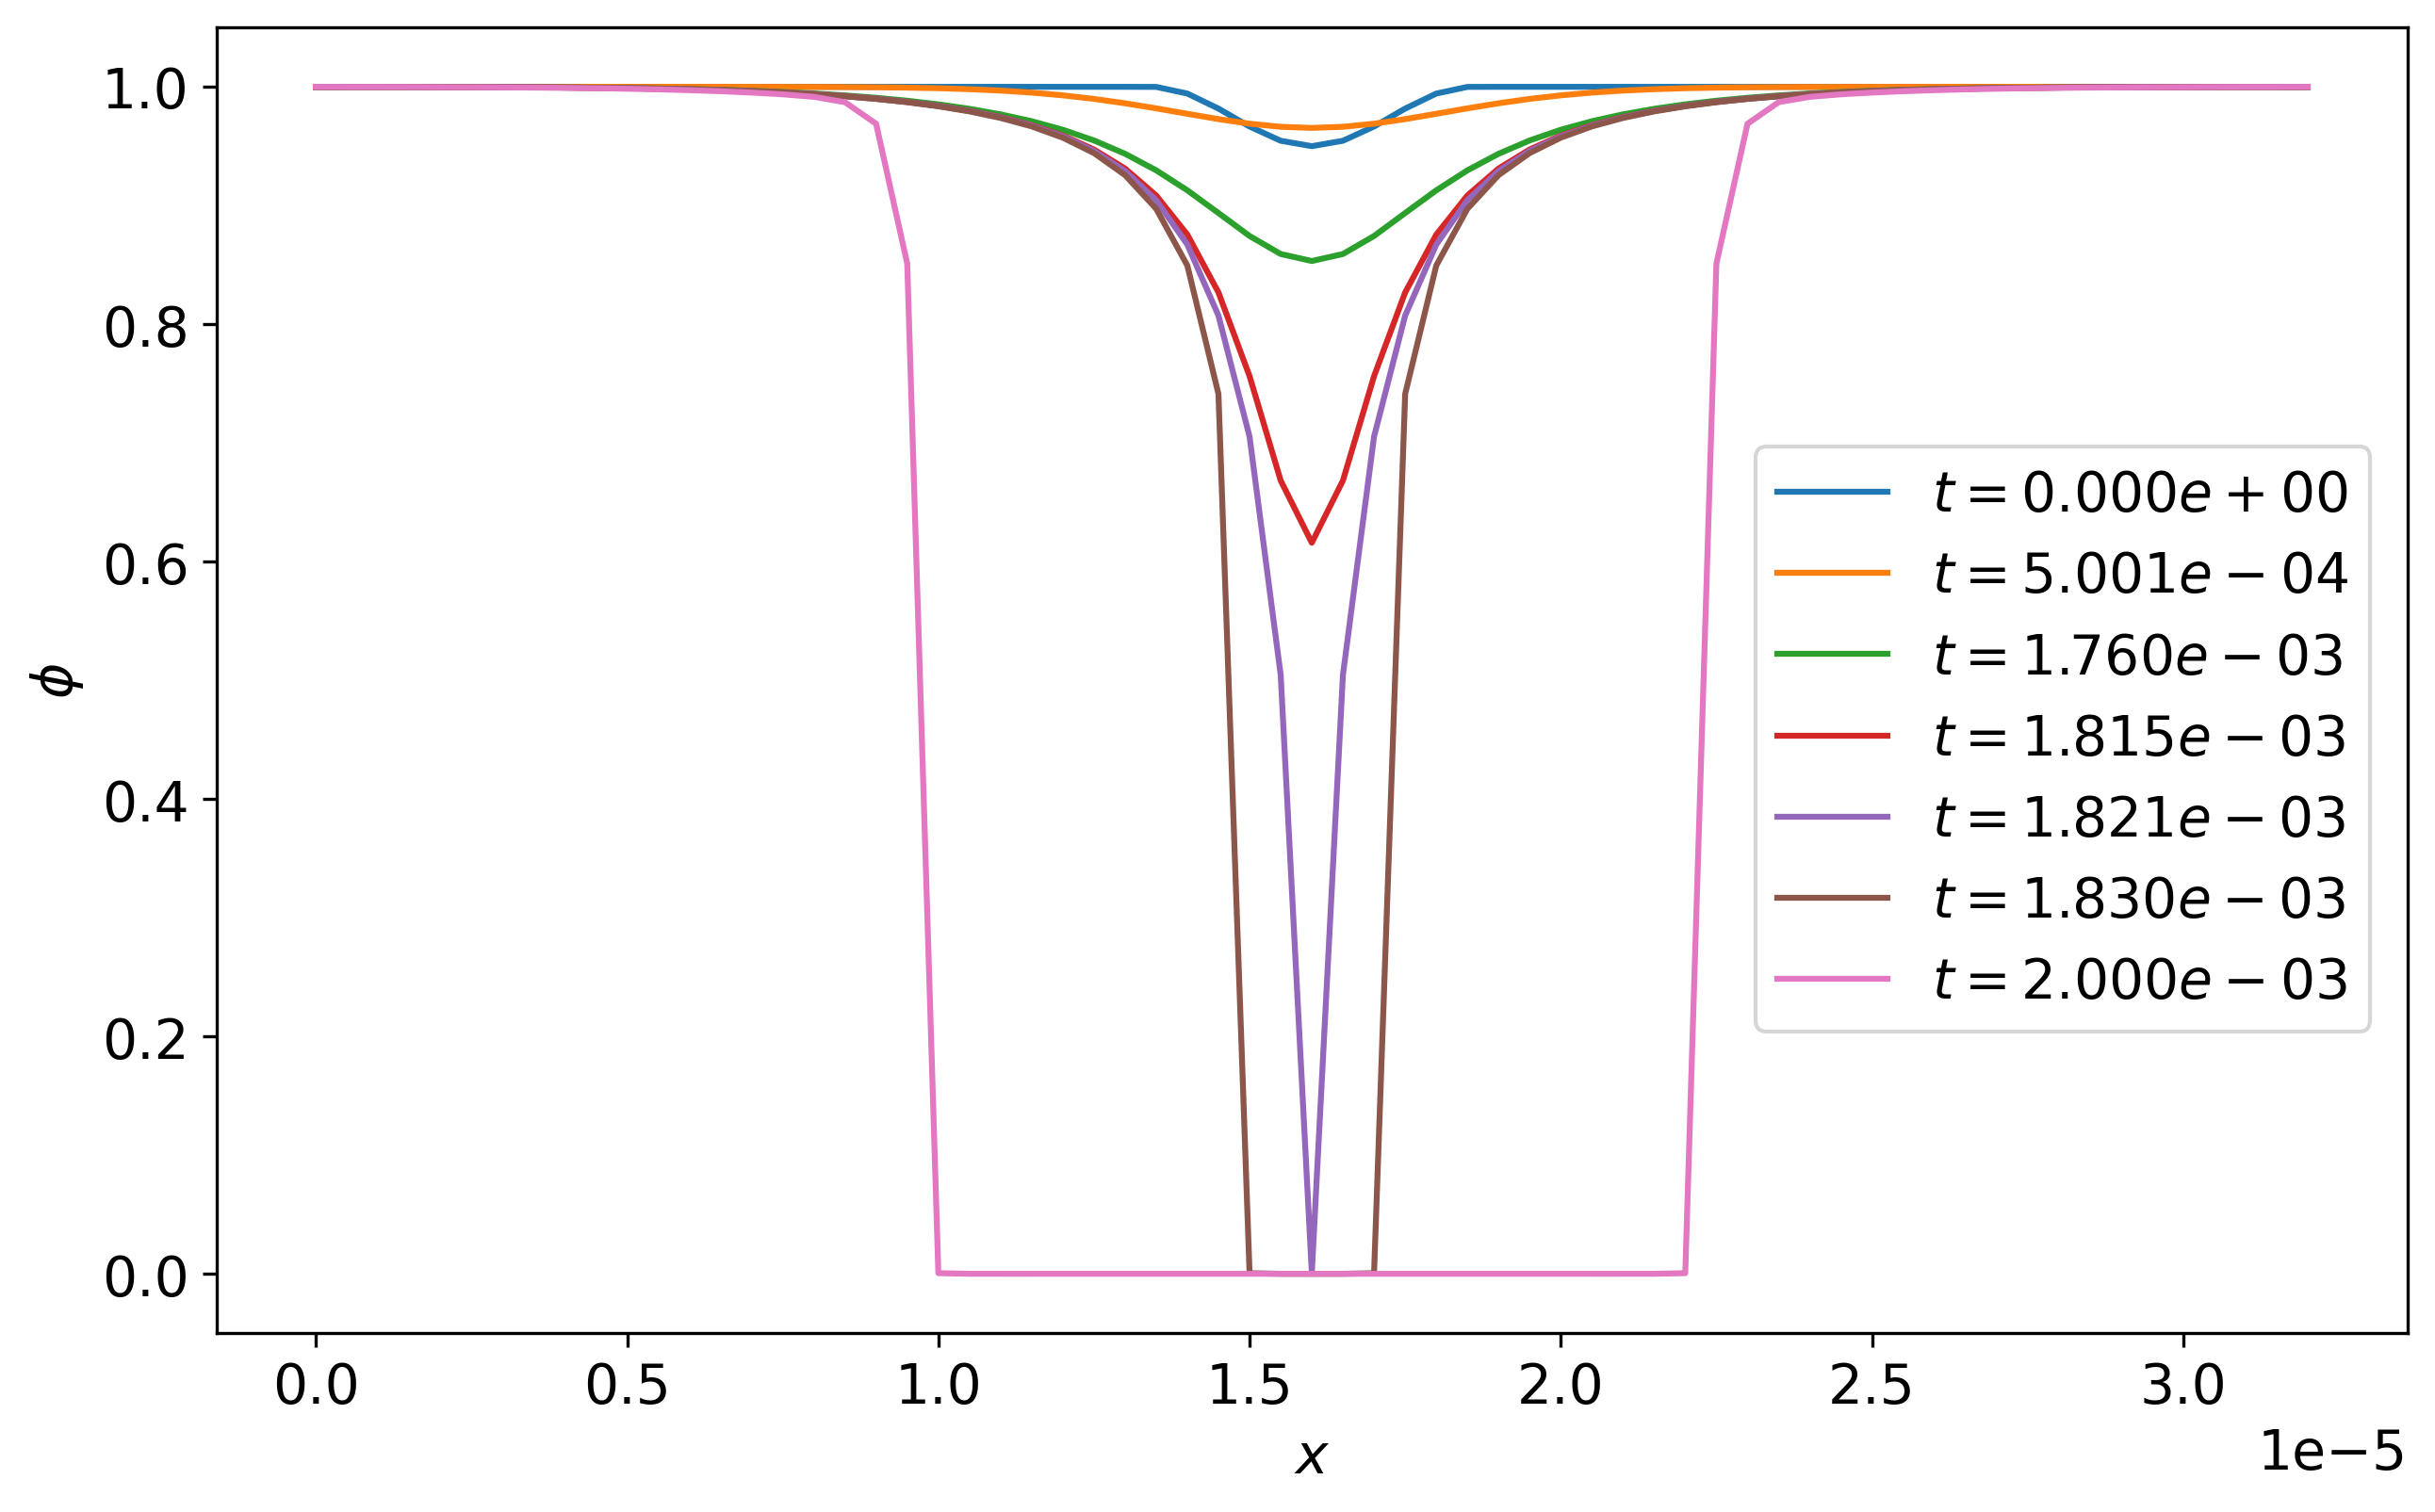 1.0
0.8
0.6
0.4
0.2
0.0
ϕ
t = 0.000e + 00
t = 5.001e − 04
t = 1.760e − 03
t = 1.815e − 03
t = 1.821e − 03
t = 1.830e − 03
t = 2.000e − 03
0.0 0.5 1.0 1.5 2.0 2.5 3.0
x
1e−5